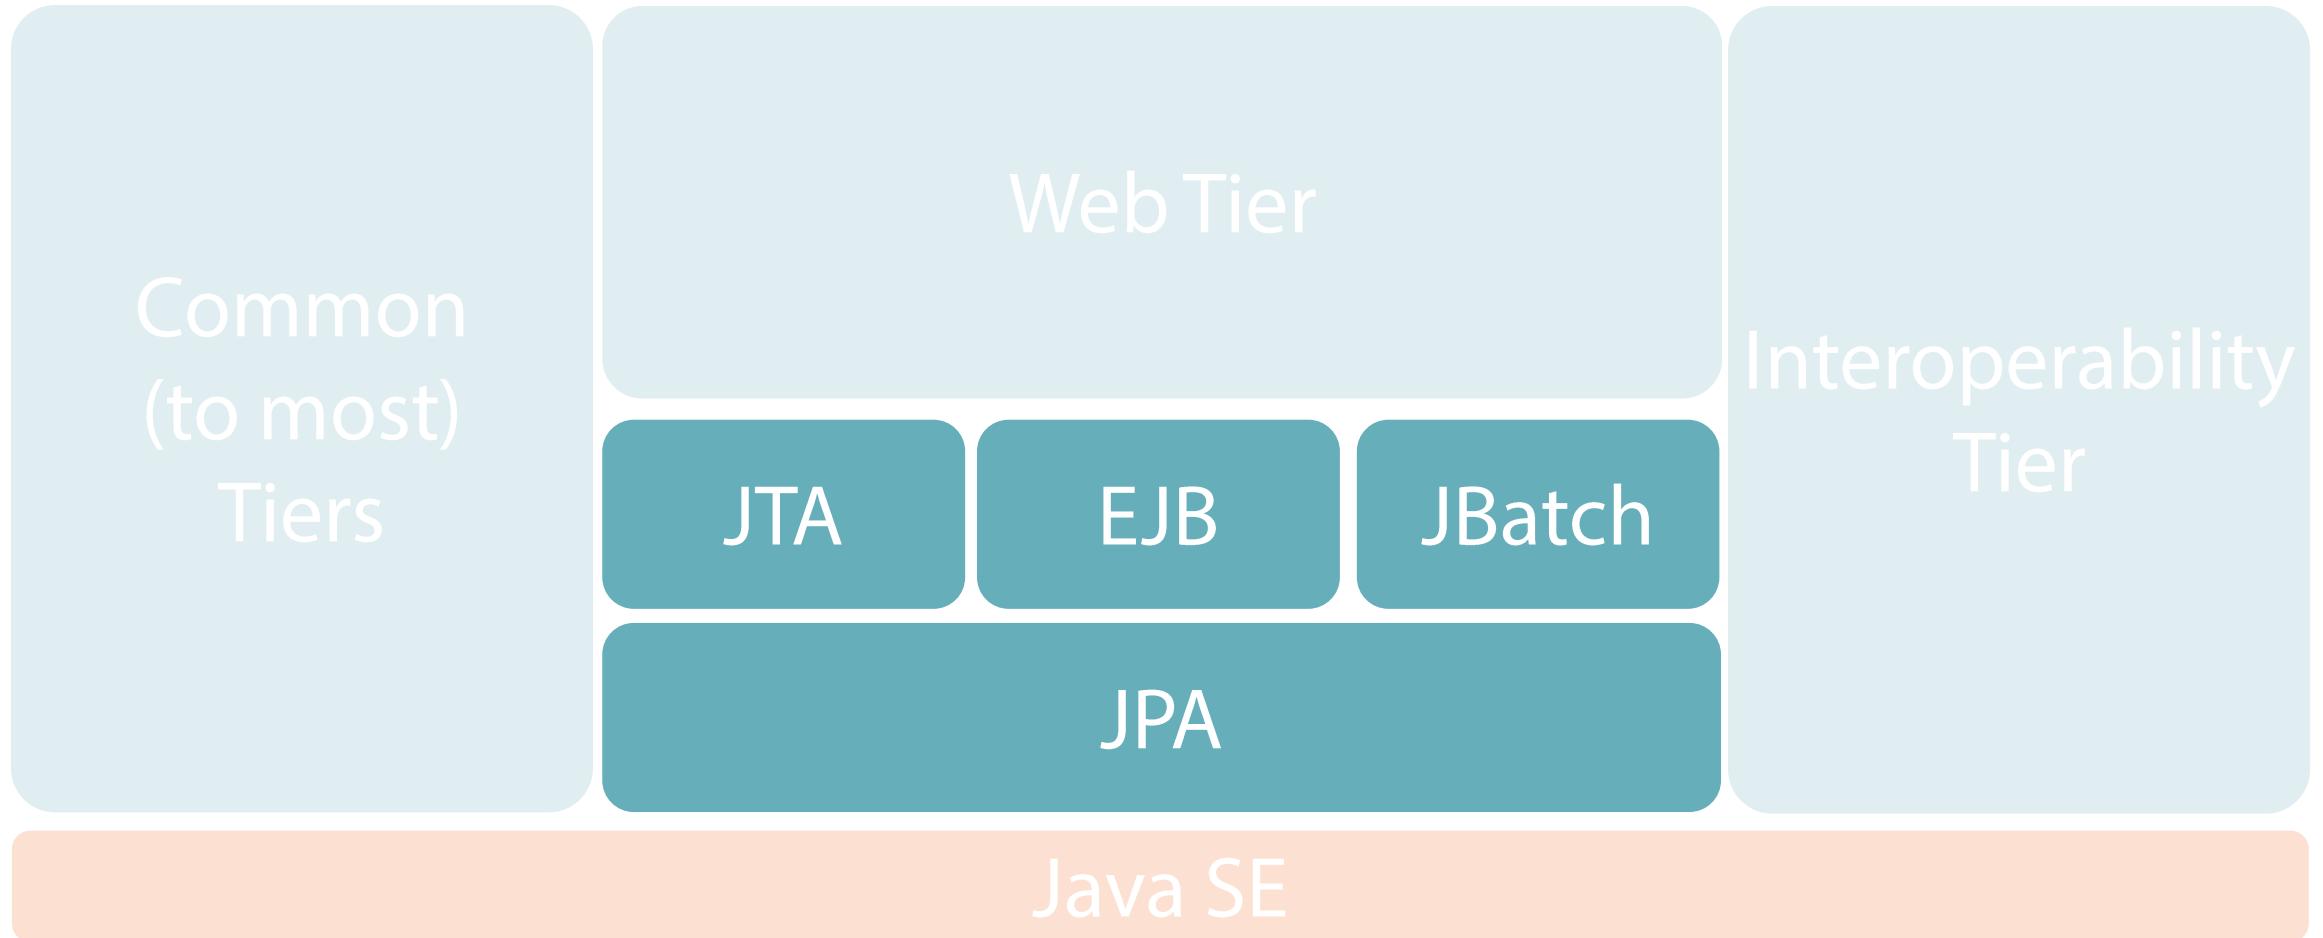 Common
(to most)
Tiers
Web Tier
Interoperability
Tier
JTA
EJB
JBatch
JPA
Java SE